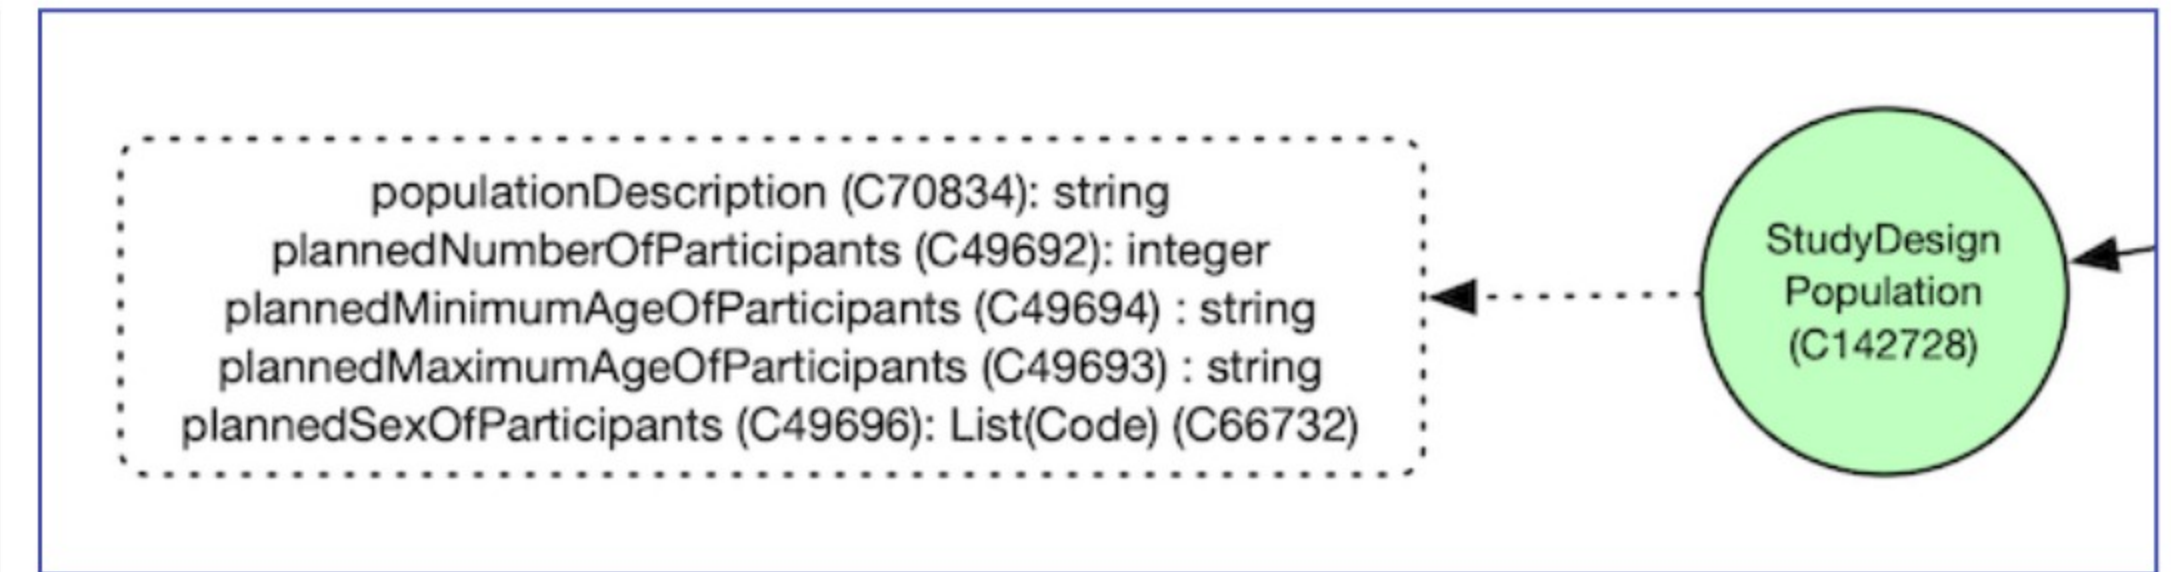 populationDescription (C70834): string
plannedNumberOfParticipants (C49692): integer
plannedMinimumAgeOfParticipants (C49694) : string
plannedMaximumAgeOfParticipants (C49693) : string
plannedSexOfParticipants (C49696): List(Code) (C66732)
StudyDesign
Population
(C142728)